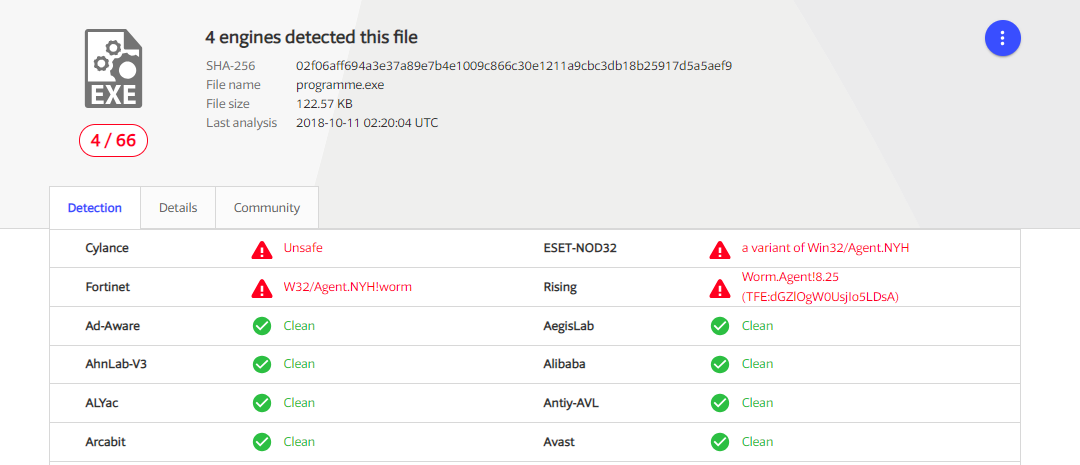 4 engines detected this file
SHA-256 02f06aff694a3e37a89e7b4e1009c866c30e1211a9cbc3db18b25917d5a5aef9
File name programme.exe
File size 122.57 KB
Last analysis 2018-10-11 02:20:04 UTC
EXE
4 / 66
Detection Details Community
Cylance Unsafe ESET-NOD32 a variant of Win32/Agent.NYH
Fortinet W32/Agent.NYH!worm Rising Worm.Agent!8.25
(TFE:dGZlOgW0UsjIo5LDsA)
Ad-Aware Clean AegisLab Clean
AhnLab-V3 Clean Alibaba Clean
ALYac Clean Antiy-AVL Clean
Arcabit Clean Avast Clean